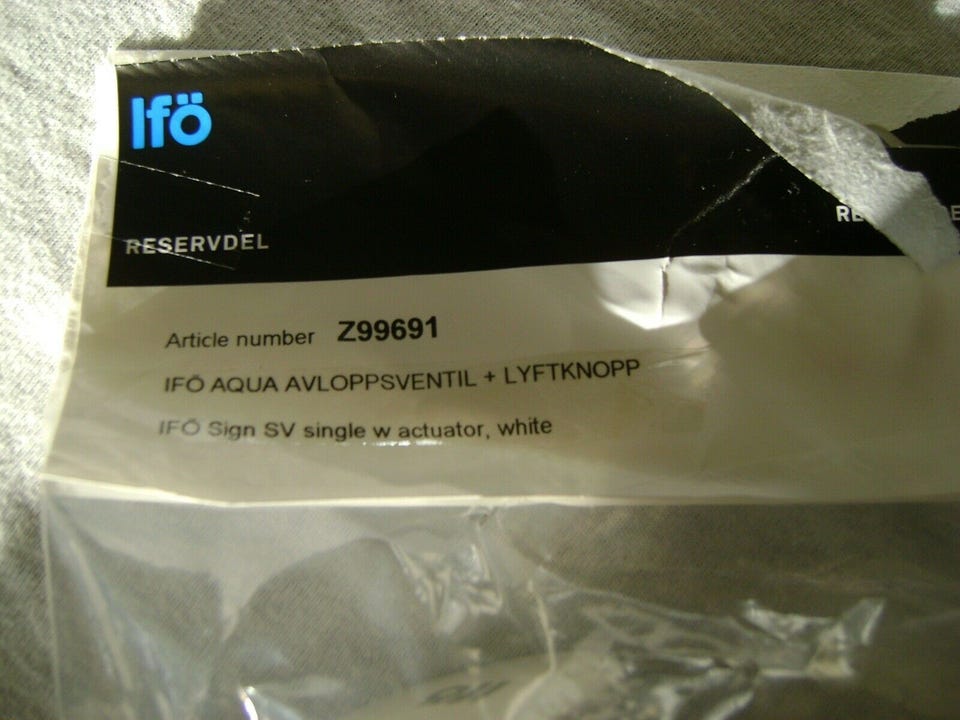 Ifö
RESERVDEL
Article number Z99691
IFÖ AQUA AVLOPPSVENTIL + LYFTKNOPP
IFÖ Sign SV single w actuator, white